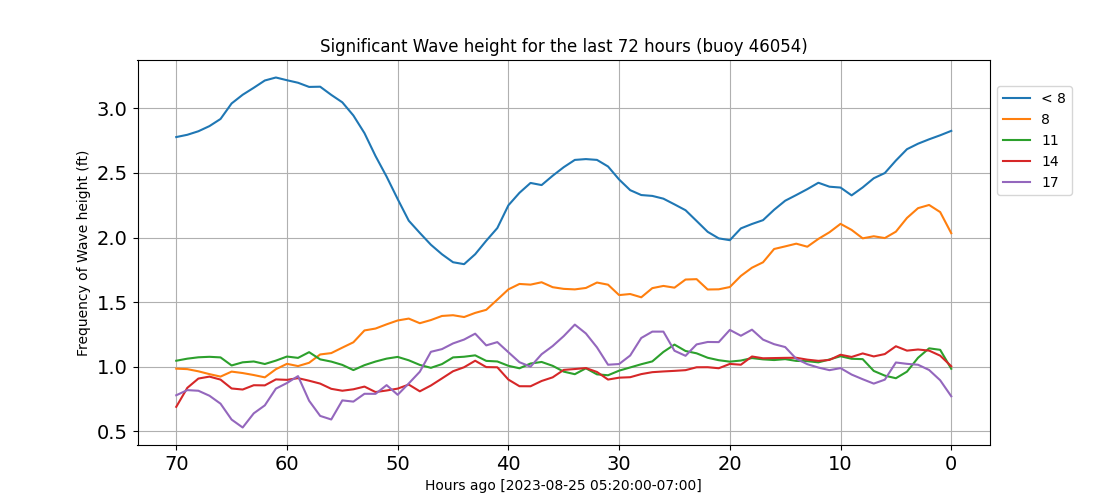 Significant Wave height for the last 72 hours (buoy 46054)
Frequency of Wave height (ft)
3.0
2.5
2.0
1.5
1.0
0.5
70 60 50 40 30 20 10 0
Hours ago [2023-08-25 05:20:00-07:00]
< 8
8
11
14
17